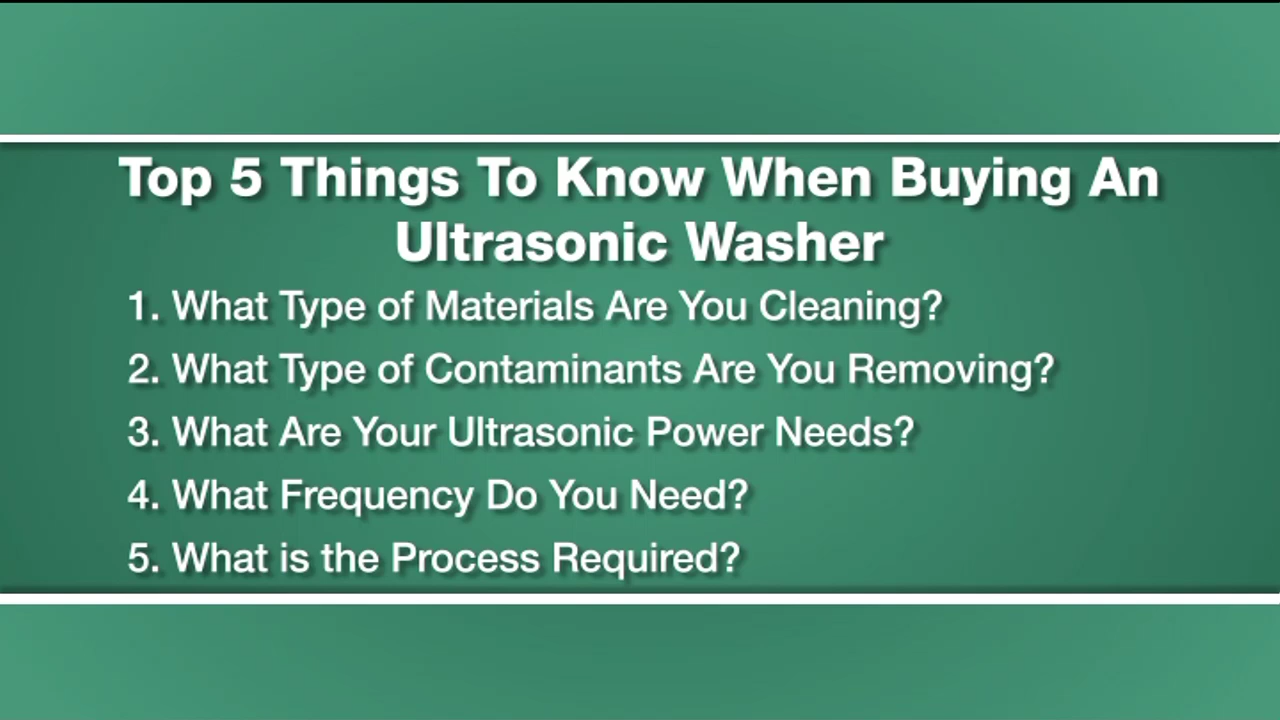 Top 5 Things To Know When Buying An
Ultrasonic Washer
1. What Type of Materials Are You Cleaning?
2. What Type of Contaminants Are You Removing?
3. What Are Your Ultrasonic Power Needs?
4. What Frequency Do You Need?
5. What is the Process Required?